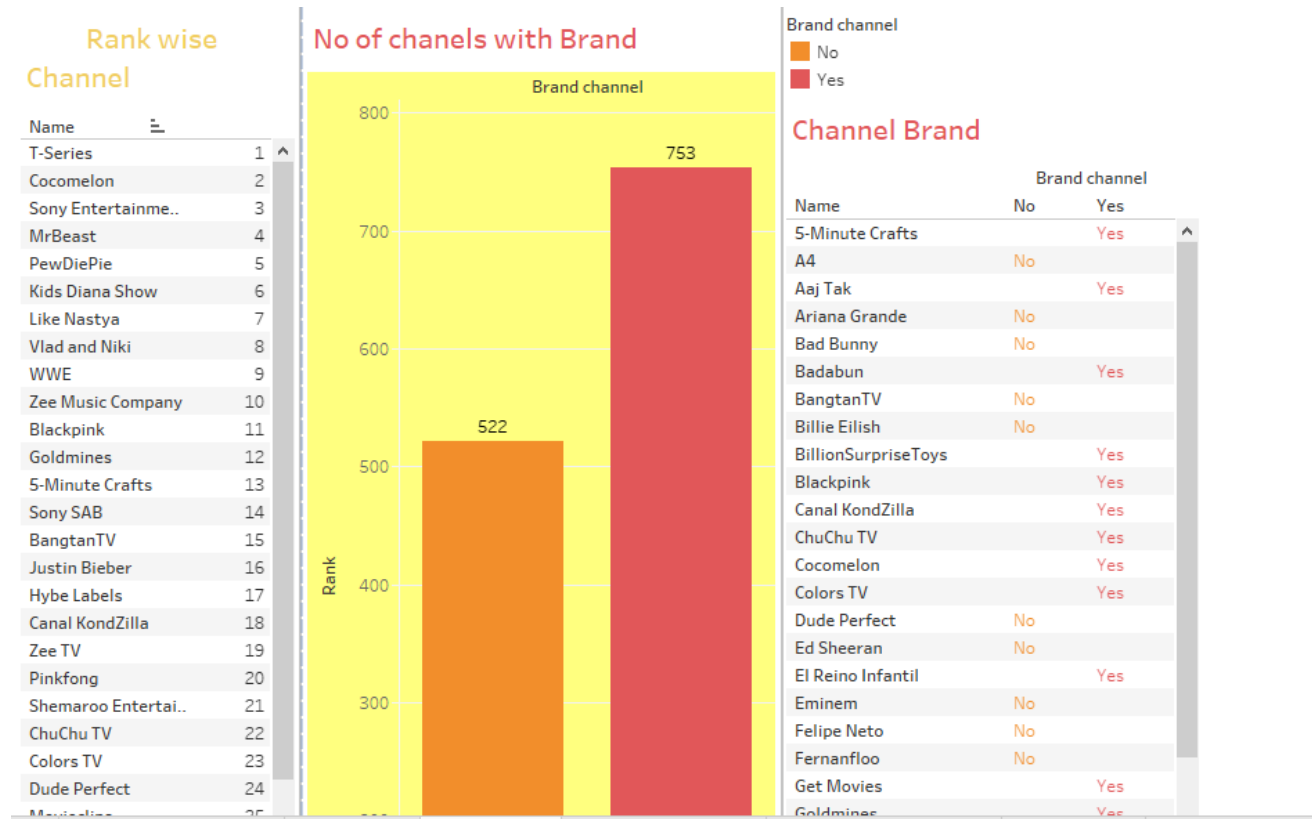 Rank wise
Channel
Name
T-Series 1
Cocomelon 2
Sony Entertainme.. 3
MrBeast 4
PewDiePie 5
Kids Diana Show 6
Like Nastya 7
Vlad and Niki 8
WWE 9
Zee Music Company 10
Blackpink 11
Goldmines 12
5-Minute Crafts 13
Sony SAB 14
BangtanTV 15
Justin Bieber 16
Hybe Labels 17
Canal KondZilla 18
Zee TV 19
Pinkfong 20
Shemaroo Entertai.. 21
ChuChu TV 22
Colors TV 23
Dude Perfect 24
No of chanels with Brand
Brand channel
800
753
700
600
522
500
Rank
400
300
Brand channel
No
Yes
Channel Brand
Brand channel
Name No Yes
5-Minute Crafts Yes
A4 No
Aaj Tak Yes
Ariana Grande No
Bad Bunny No
Badabun Yes
BangtanTV No
Billie Eilish No
BillionSurpriseToys Yes
Blackpink Yes
Canal KondZilla Yes
ChuChu TV Yes
Cocomelon Yes
Colors TV Yes
Dude Perfect No
Ed Sheeran No
El Reino Infantil Yes
Eminem No
Felipe Neto No
Fernanfloo No
Get Movies Yes
Goldmines Yes